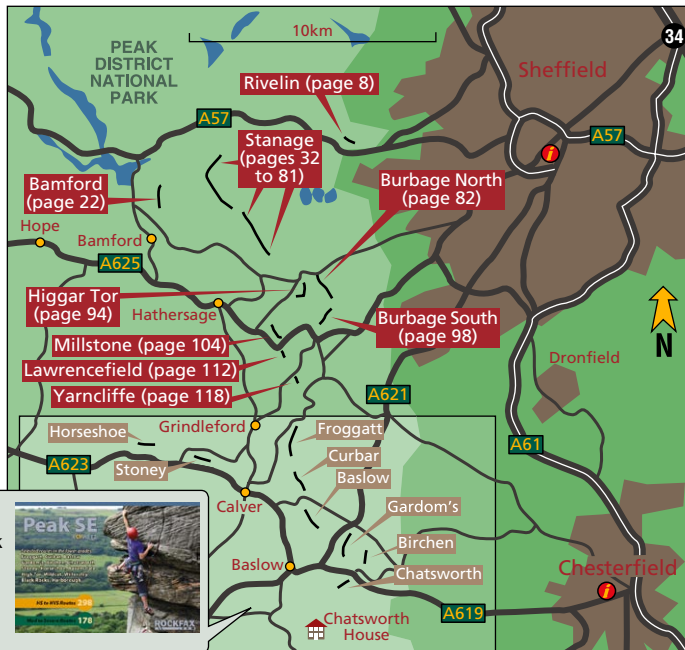 10km
34
PEAK
DISTRICT
NATIONAL
PARK
Sheffield
Rivelin (page 8)
A57
A57
i
Stanage
(pages 32
to 81)
Bamford
(page 22)
Burbage North
(page 82)
Hope
Bamford
A625
Higgar Tor
(page 94)
Hathersage
Burbage South
(page 98)
N
Millstone (page 104)
Lawrencefield (page 112)
Yarncliffe (page 118)
Dronfield
A621
Grindleford
Horseshoe
Froggatt
A61
A623
Stoney
Curbar
Baslow
Calver
Gardom's
Birchen
Peak SE
Baslow
Chatsworth
Chesterfield
i
A619
Chatsworth
House
ROCKFAX